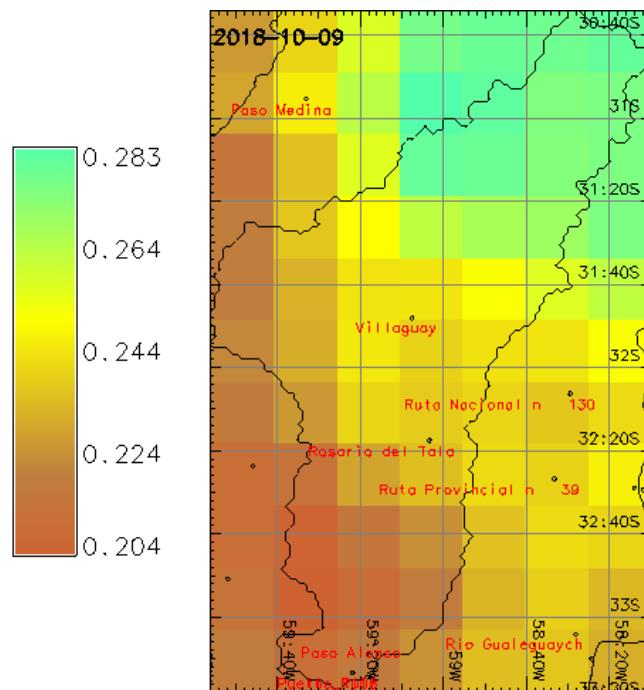 2018-10-09
30:40S
Paso Medina
31S
0.283
31:20S
0.264
31:40S
Villaguay
0.244
32S
Ruta Nacional n 130
0.224
Rosario del Tala
32:20S
Ruta Provincial n 39
32:40S
0.204
33S
59:40W
59:20W
59W
58:40W
58:20W
Paso Alonso
Rio Gualeguaych
33:20S